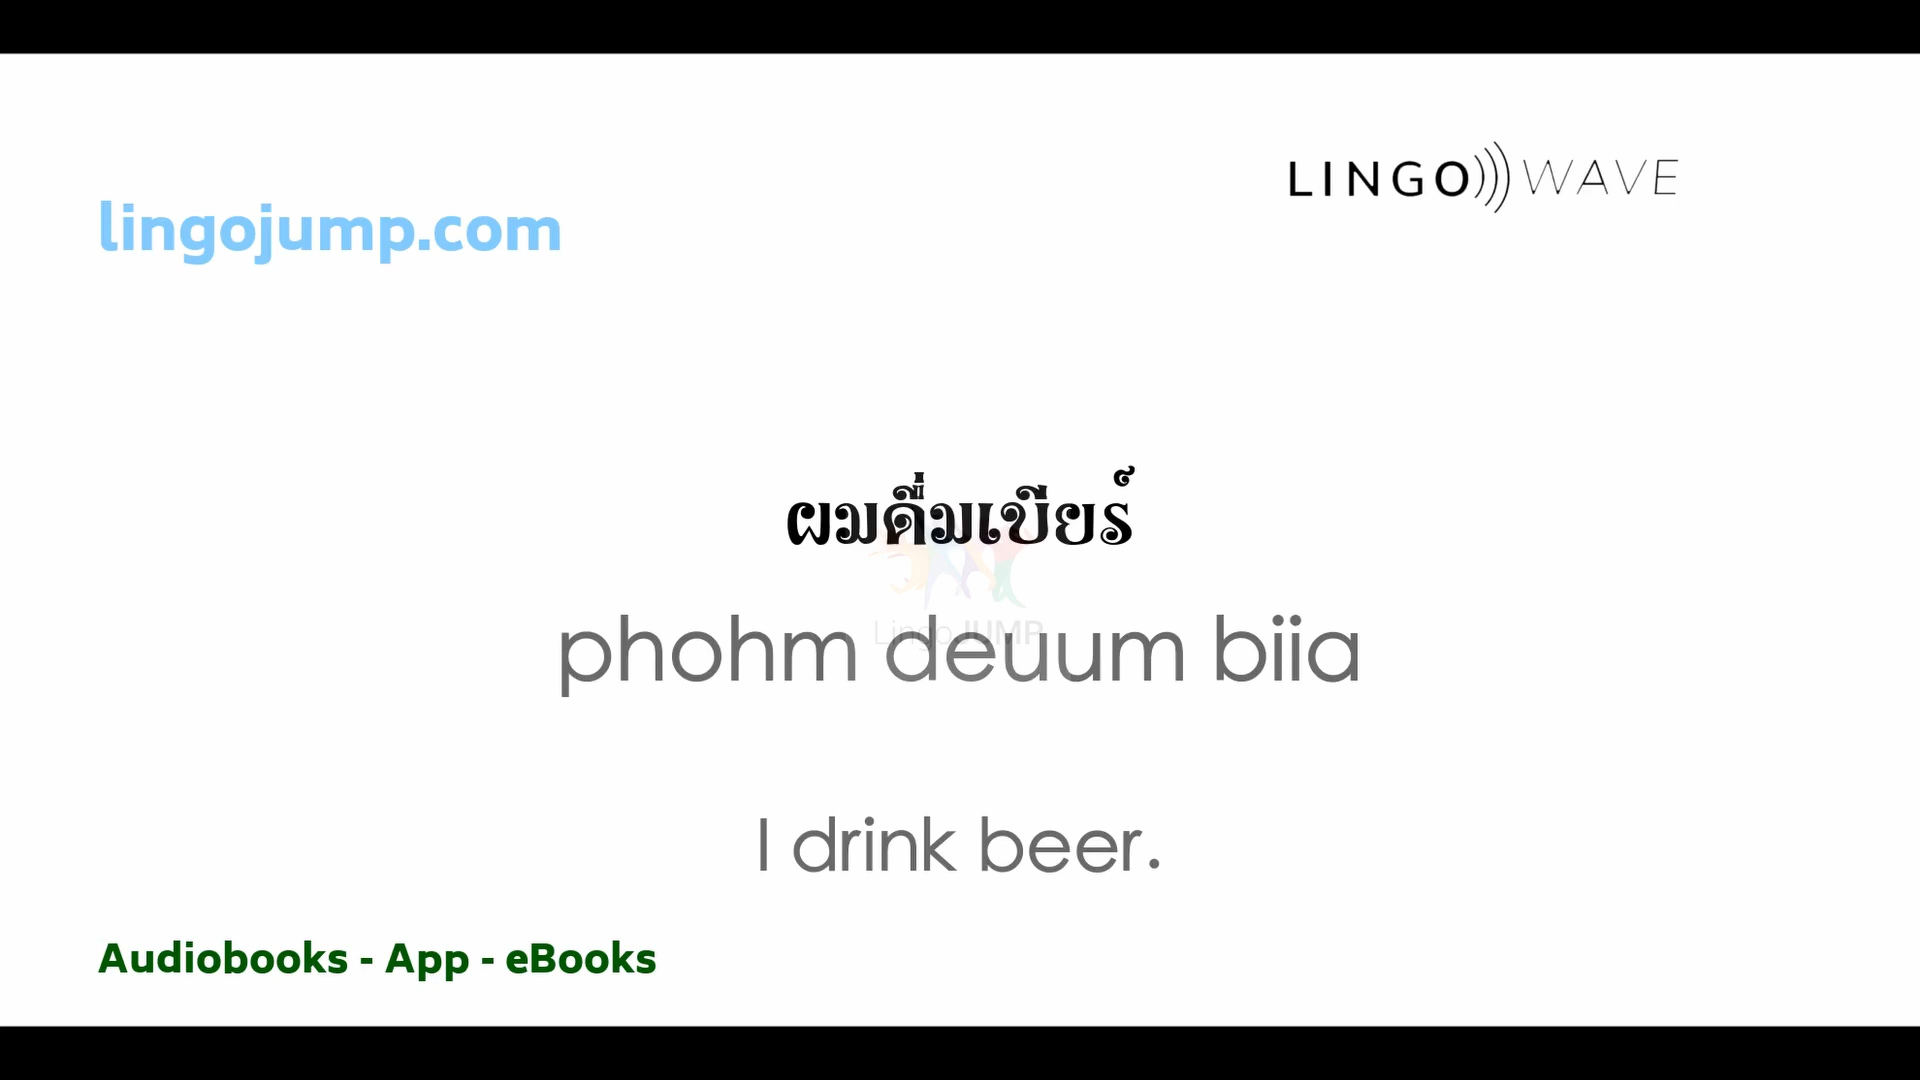 LINGO WAVE
lingojump.com
ผมดื่มเบียร์
LingoJUMP
phohm deuum biia
I drink beer.
Audiobooks - App - eBooks